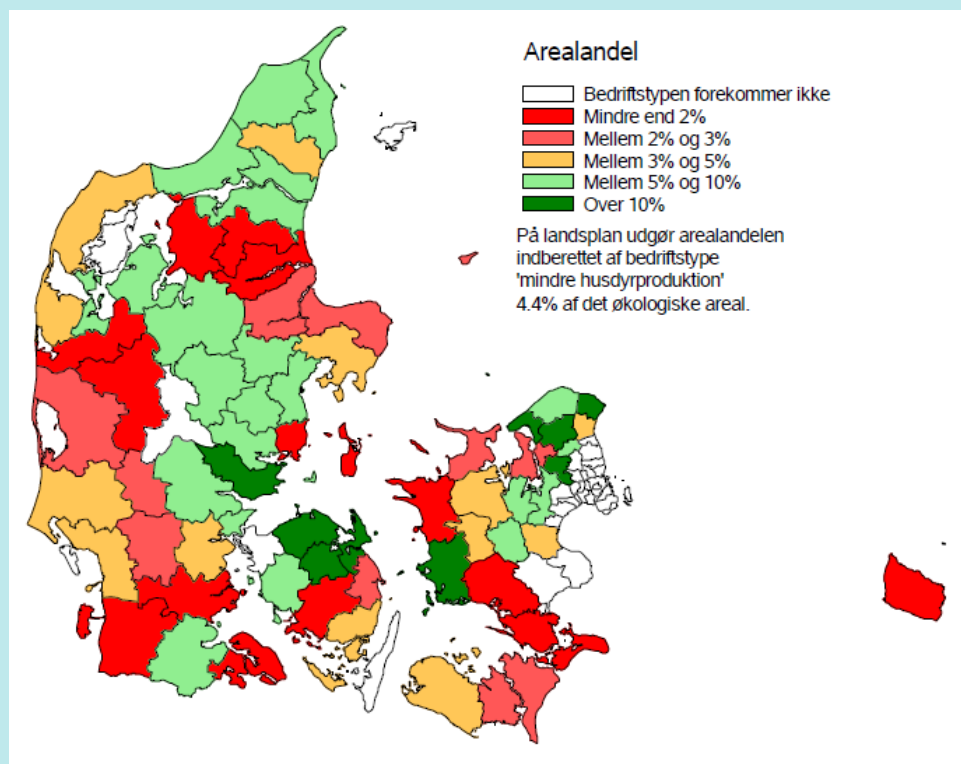 Arealandel
Bedriftstypen forekommer ikke
Mindre end 2%
Mellem 2% og 3%
Mellem 3% og 5%
Mellem 5% og 10%
Over 10%
På landsplan udgør arealandelen
indberettet af bedriftstype
'mindre husdyrproduktion'
4.4% af det økologiske areal.